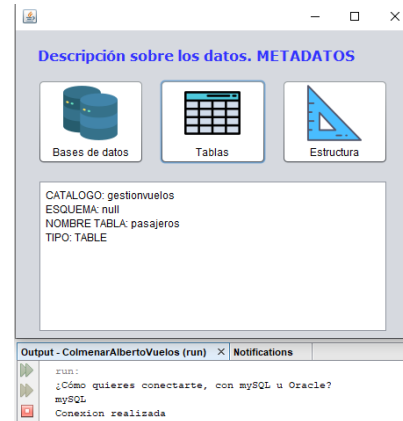 Descripción sobre los datos. METADATOS
Bases de datos
Tablas
Estructura
CATALOGO: gestionvuelos
ESQUEMA: null
NOMBRE TABLA: pasajeros
TIPO: TABLE
Output - ColmenarAlbertoVuelos (run) ×
Notifications
run:
¿Cómo quieres conectarte, con mySQL u Oracle?
mySQL
Conexion realizada